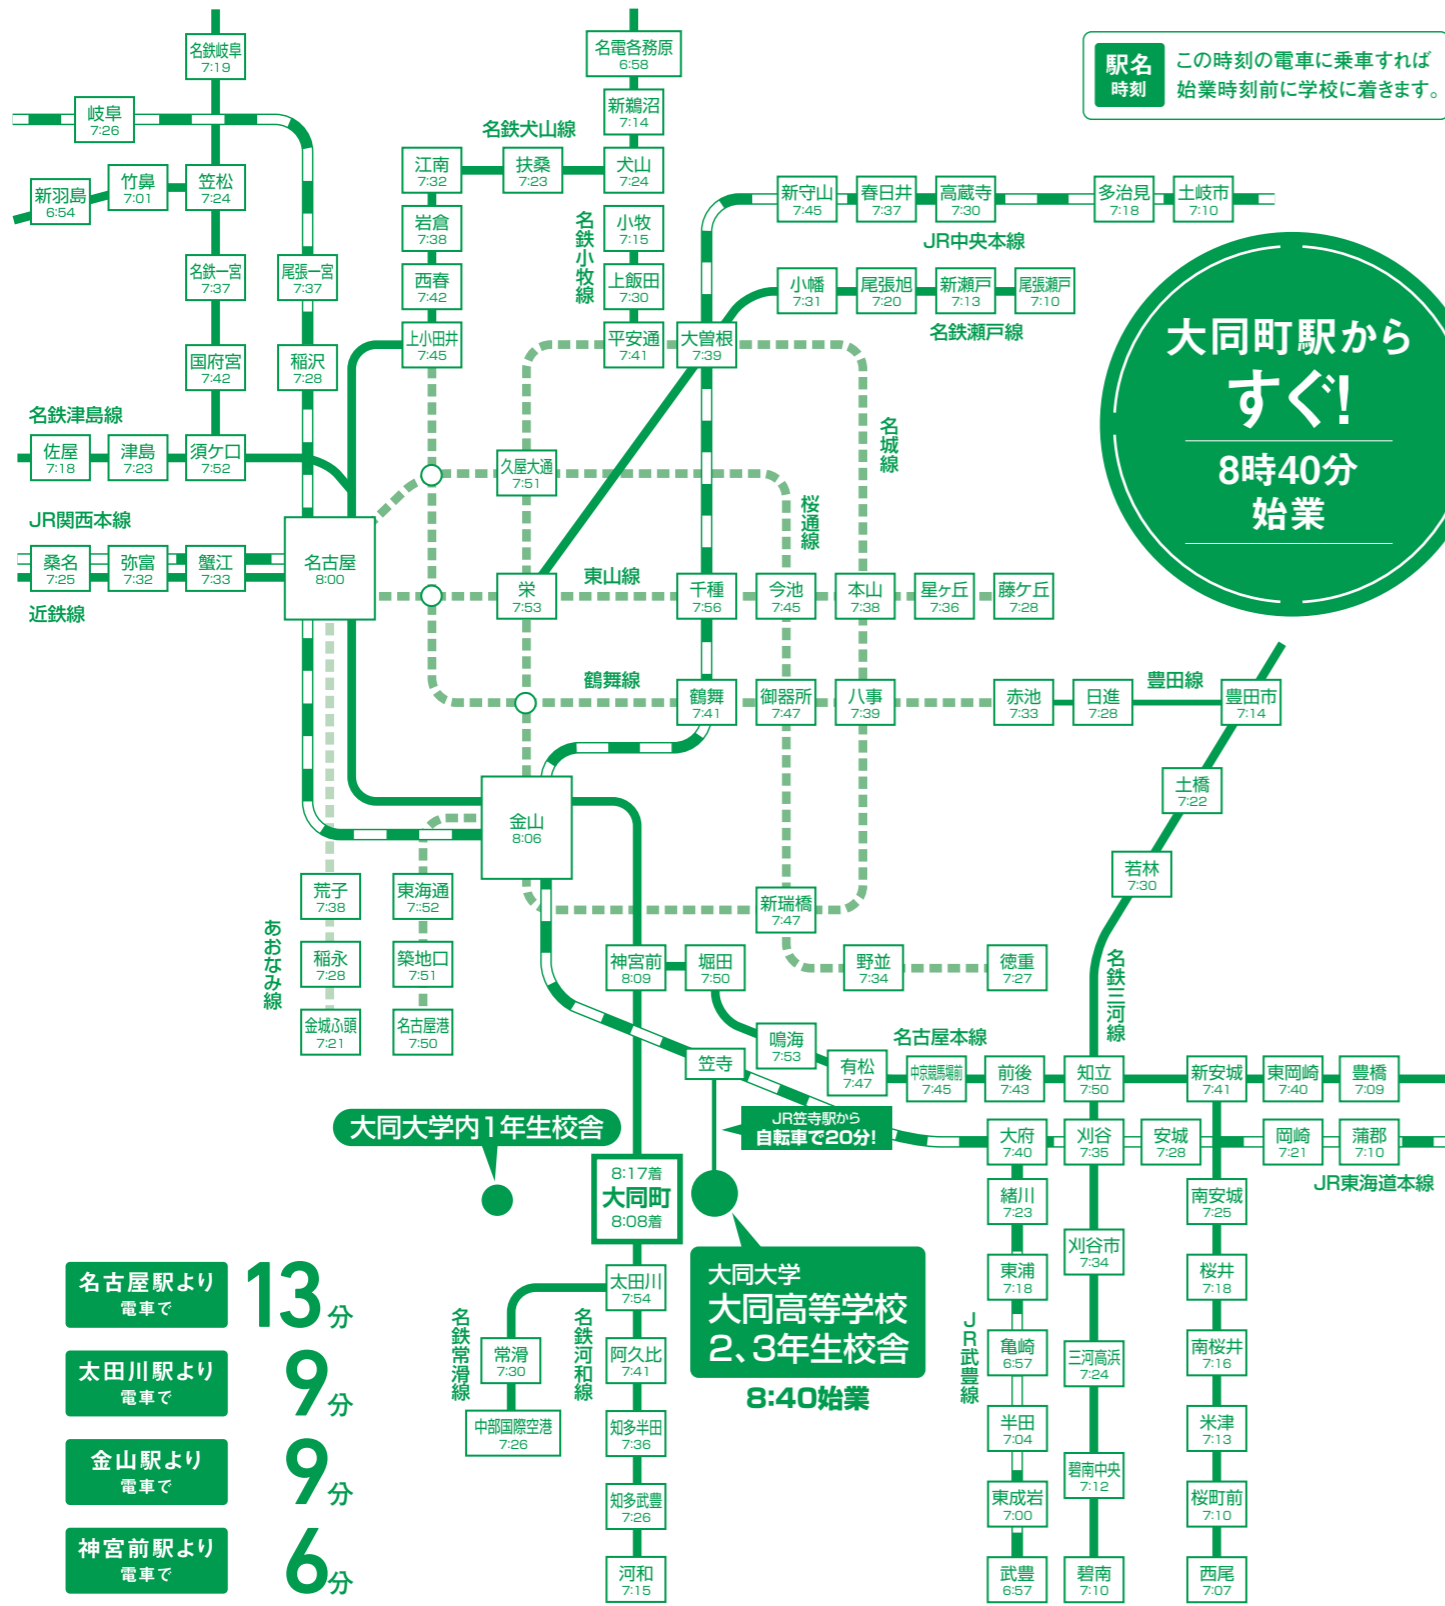 駅名
時刻
この時刻の電車に乗車すれば
始業時刻前に学校に着きます。
名鉄岐阜
7:19
岐阜
7:26
新羽島
6:54
竹鼻
7:01
笠松
7:24
名鉄一宮
7:37
尾張一宮
7:37
国府宮
7:42
稲沢
7:28
名鉄津島線
佐屋
7:18
津島
7:23
須ケ口
7:52
JR関西本線
桑名
7:25
弥富
7:32
蟹江
7:33
近鉄線
名古屋
8:00
名電各務原
6:58
新鵜沼
7:14
名鉄犬山線
江南
7:32
扶桑
7:23
犬山
7:24
岩倉
7:38
西春
7:42
上小田井
7:45
名鉄小牧線
小牧
7:15
上飯田
7:30
平安通
7:41
大曽根
7:39
新守山
7:45
春日井
7:37
高蔵寺
7:30
多治見
7:18
土岐市
7:10
JR中央本線
小幡
7:31
尾張旭
7:20
新瀬戸
7:13
尾張瀬戸
7:10
名鉄瀬戸線
大同町駅から
すぐ!
8時40分
始業
名城線
桜通線
久屋大通
7:51
栄
7:53
東山線
千種
7:56
今池
7:45
本山
7:38
星ヶ丘
7:36
藤ケ丘
7:28
鶴舞線
鶴舞
7:41
御器所
7:47
八事
7:39
赤池
7:33
日進
7:28
豊田線
豊田市
7:14
土橋
7:22
若林
7:30
名鉄三河線
金山
8:06
あおなみ線
荒子
7:38
稲永
7:28
金城ふ頭
7:21
東海通
7::52
築地口
7:51
名古屋港
7:50
新瑞橋
7:47
野並
7:34
徳重
7:27
神宮前
8:09
堀田
7:50
鳴海
7:53
有松
7:47
名古屋本線
中京競馬場前
7:45
前後
7:43
知立
7:50
新安城
7:41
東岡崎
7:40
豊橋
7:09
笠寺
JR笠寺駅から
自転車で20分!
大府
7:40
刈谷
7:35
安城
7:28
岡崎
7:21
蒲郡
7:10
JR東海道本線
大同大学内1年生校舎
8:17着
大同町
8:08着
大同大学
大同高等学校
2、3年生校舎
8:40始業
太田川
7:54
名鉄常滑線
常滑
7:30
中部国際空港
7:26
名鉄河和線
阿久比
7:41
知多半田
7:36
知多武豊
7:26
河和
7:15
JR武豊線
緒川
7:23
東浦
7:18
亀崎
6:57
半田
7:04
東成岩
7:00
武豊
6:57
刈谷市
7:34
三河高浜
7:24
碧南中央
7:12
碧南
7:10
南安城
7:25
桜井
7:18
南桜井
7:16
米津
7:13
桜町前
7:10
西尾
7:07
名古屋駅より
電車で
13分
太田川駅より
電車で
9分
金山駅より
電車で
9分
神宮前駅より
電車で
6分